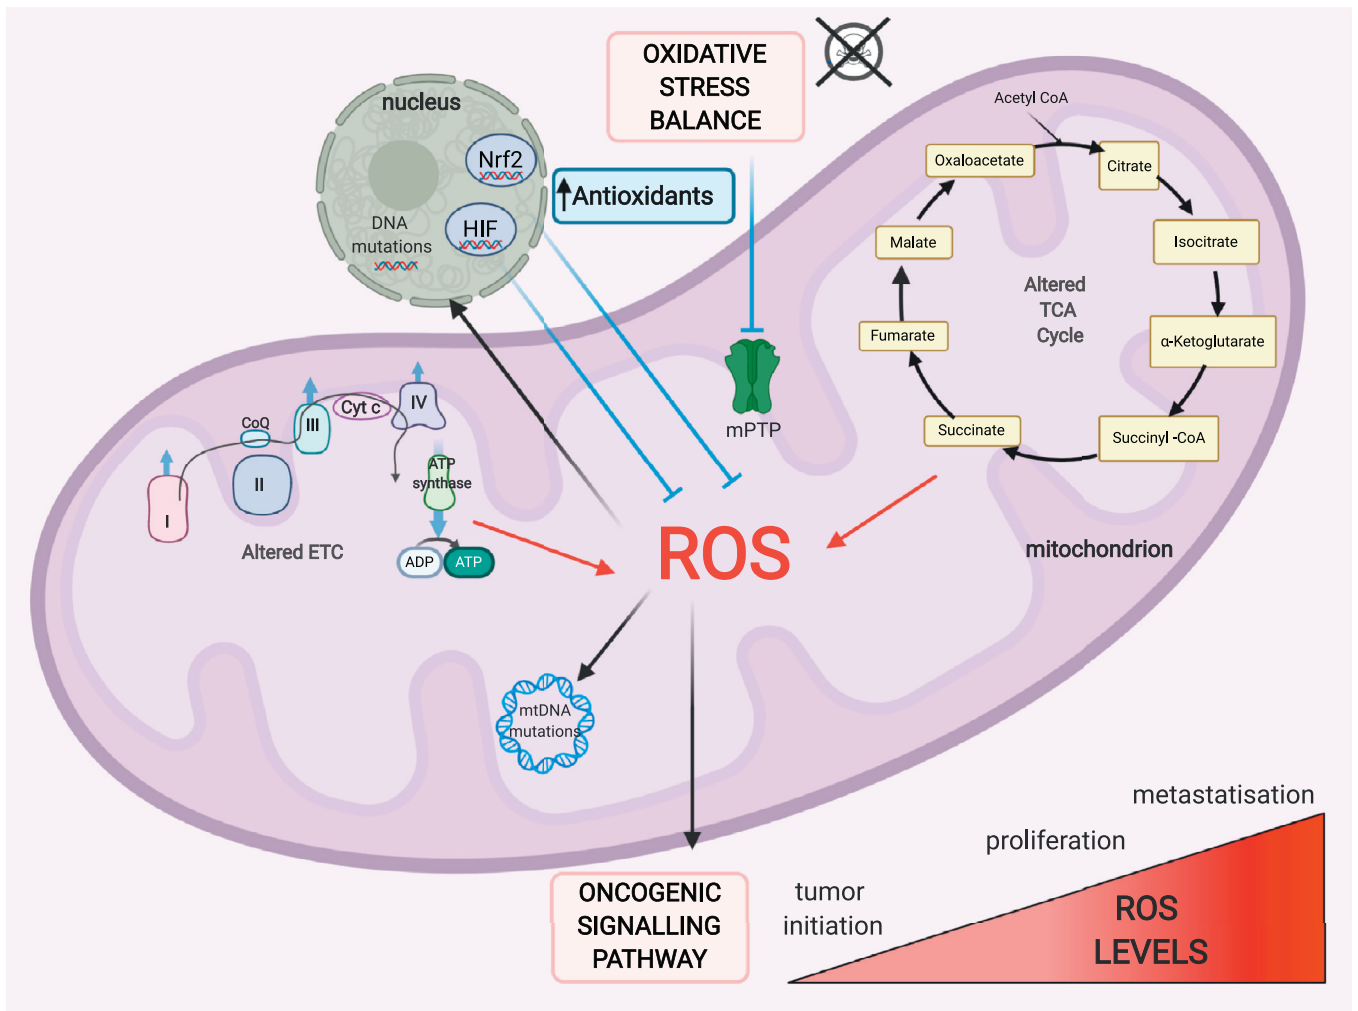 OXIDATIVE
STRESS
BALANCE
nucleus
Nrf2
HIF
DNA
mutations
Antioxidants
Acetyl CoA
Oxaloacetate
Citrate
Isocitrate
α-Ketoglutarate
Succinyl -CoA
Succinate
Fumarate
Malate
Altered
TCA
Cycle
mPTP
I
CoQ
II
III
Cyt c
IV
ATP
synthase
ADP
ATP
Altered ETC
ROS
mitochondrion
mtDNA
mutations
ONCOGENIC
SIGNALLING
PATHWAY
tumor
initiation
proliferation
metastatisation
ROS
LEVELS